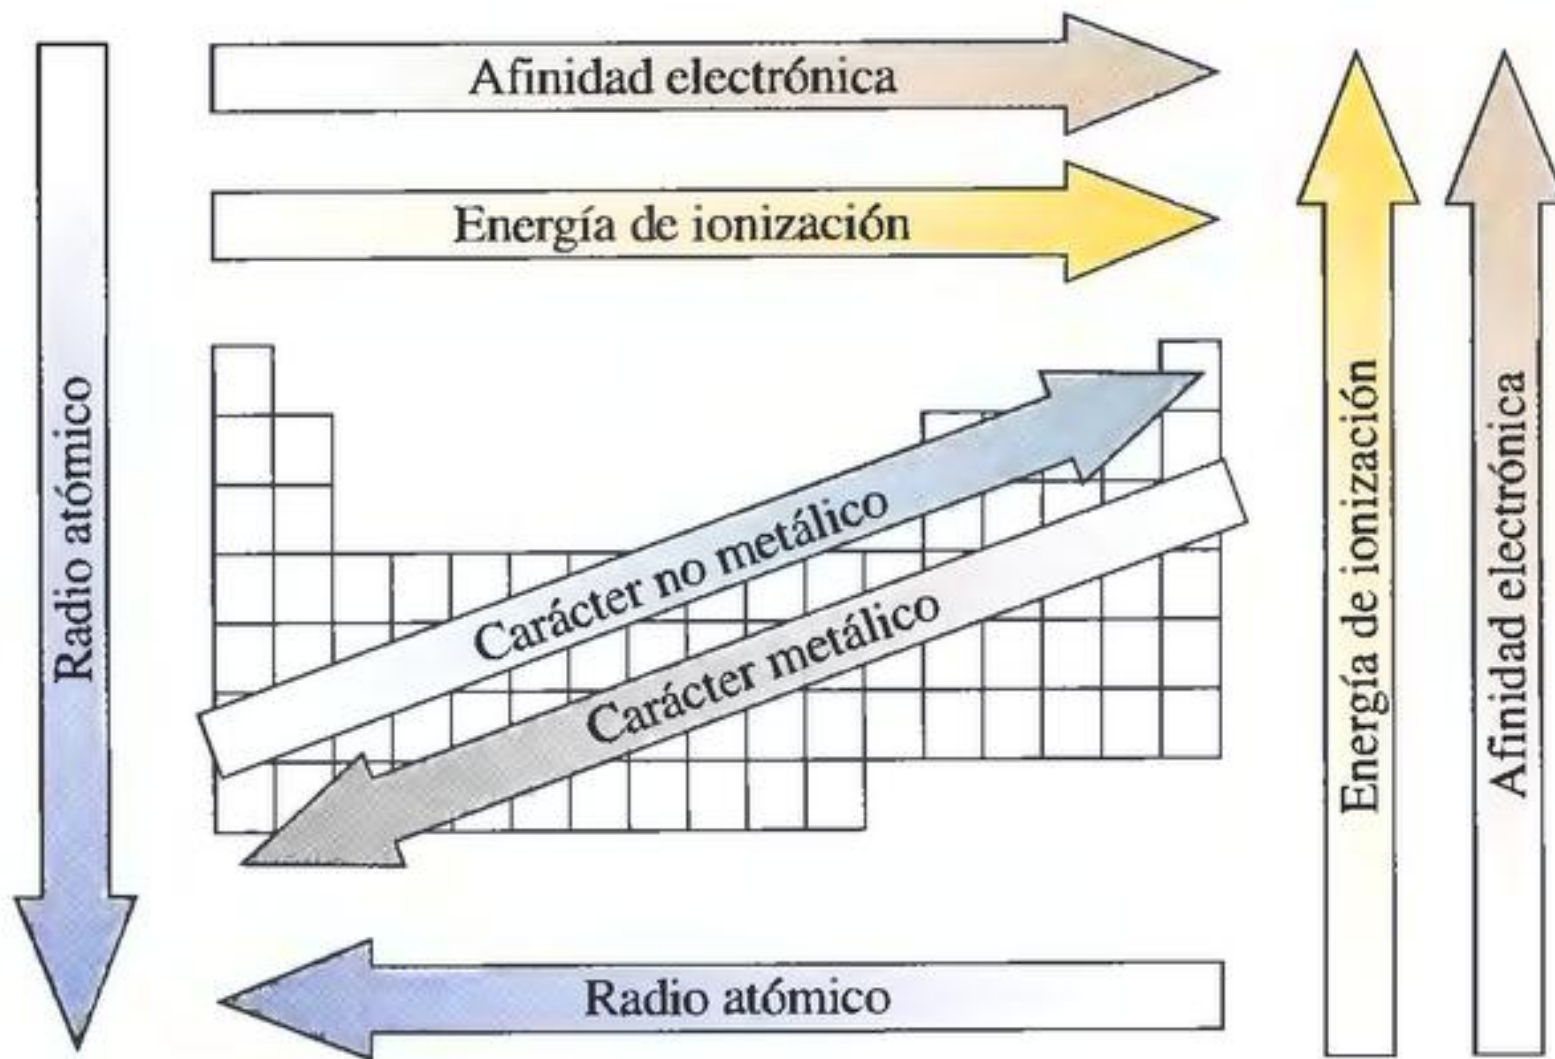 Afinidad electrónica
Energía de ionización
Radio atómico
Carácter no metálico
Carácter metálico
Energía de ionización
Afinidad electrónica
Radio atómico